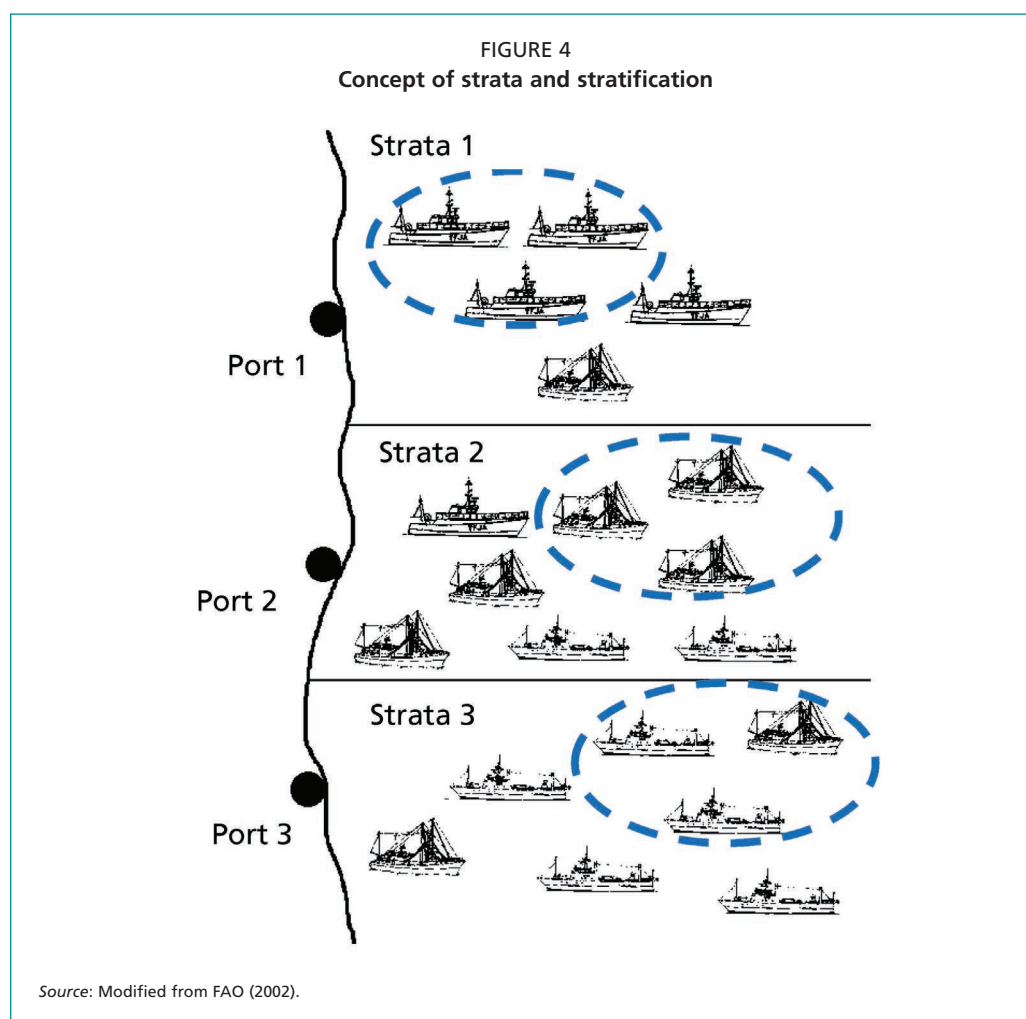 FIGURE 4
Concept of strata and stratification
Strata 1
Port 1
Strata 2
Port 2
Strata 3
Port 3
Source: Modified from FAO (2002).